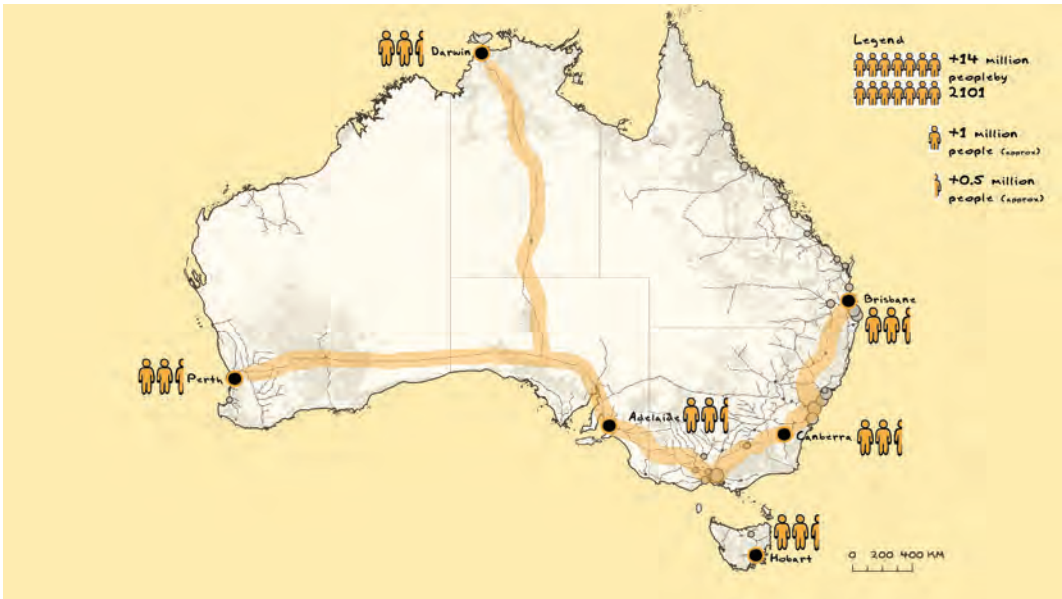 Darwin
Legend
+14 million
peopleby
2101
+1 million
people (approx)
+0.5 million
people (approx)
Brisbane
Perth
Adelaide
Canberra
Hobart
0 200 400 KM